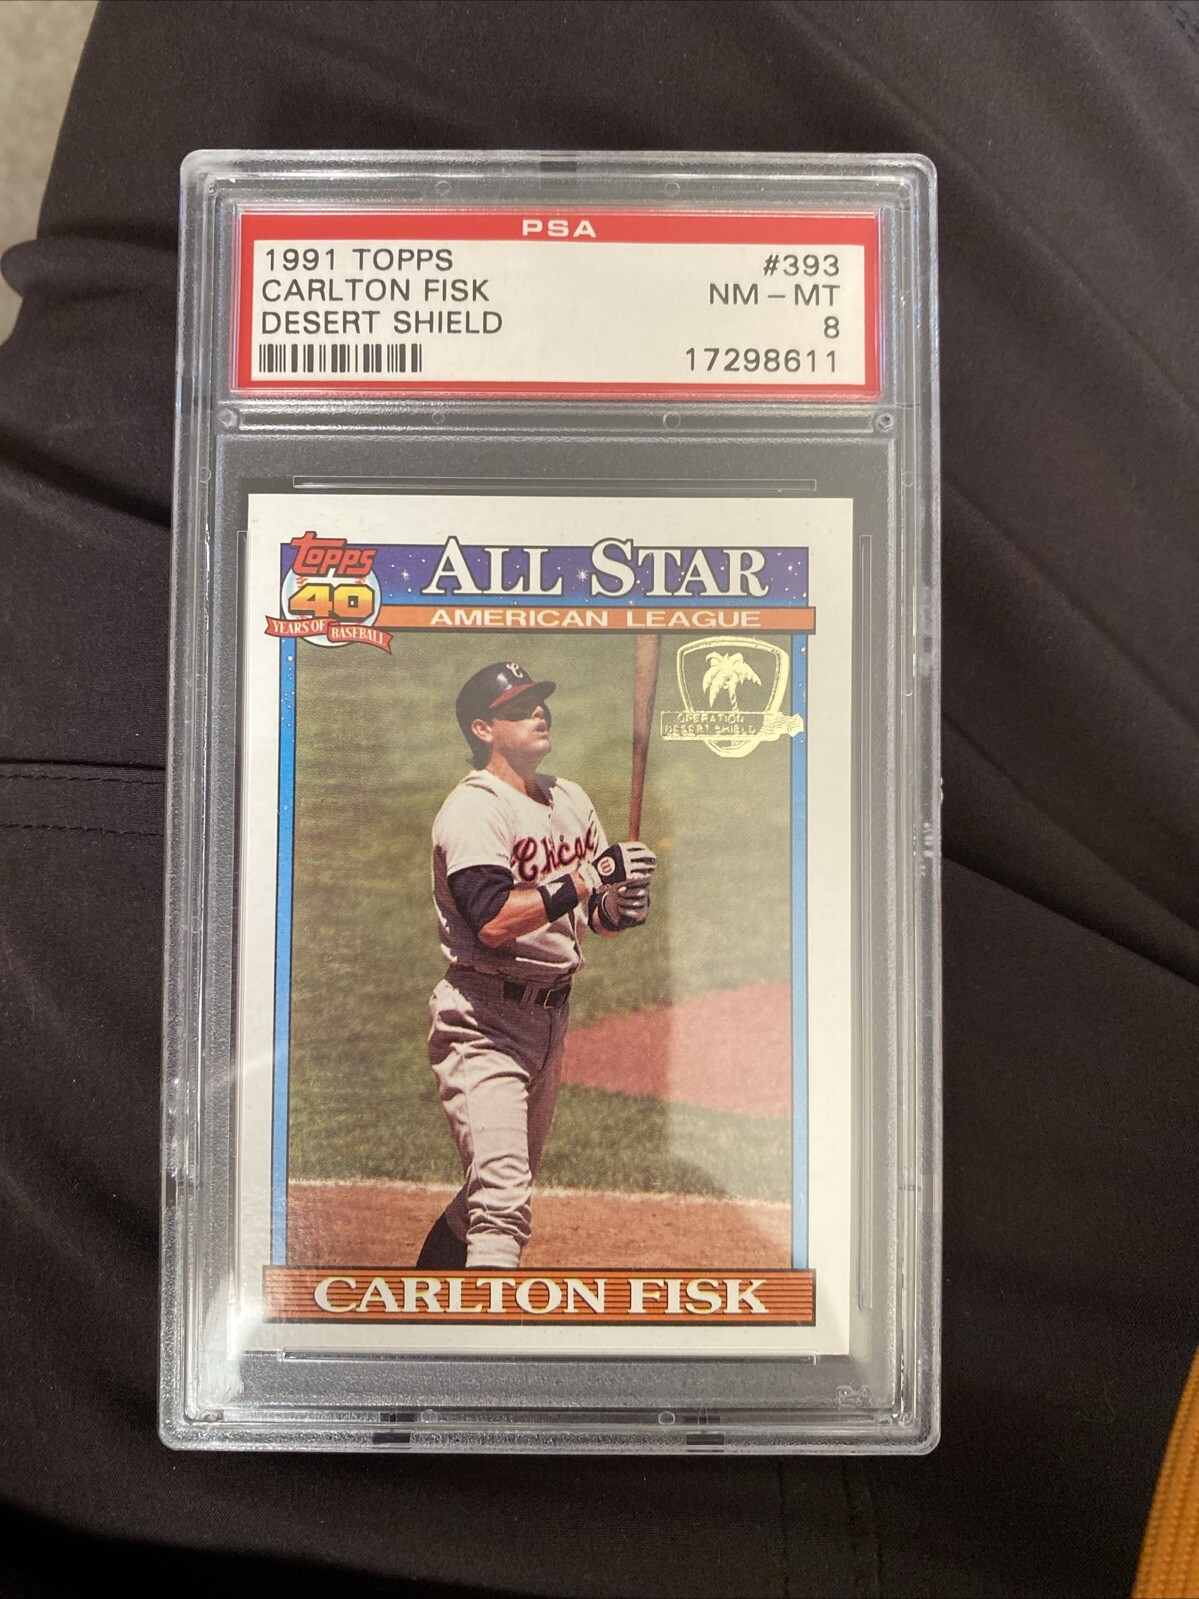 PSA
1991 TOPPS #393
CARLTON FISK NM - MT
DESERT SHIELD 8
17298611
TOPPS ALL STAR
40 AMERICAN LEAGUE
YEARS OF BASEBALL
OPERATION
DESERT SHIELD
C
Chicag
CARLTON FISK